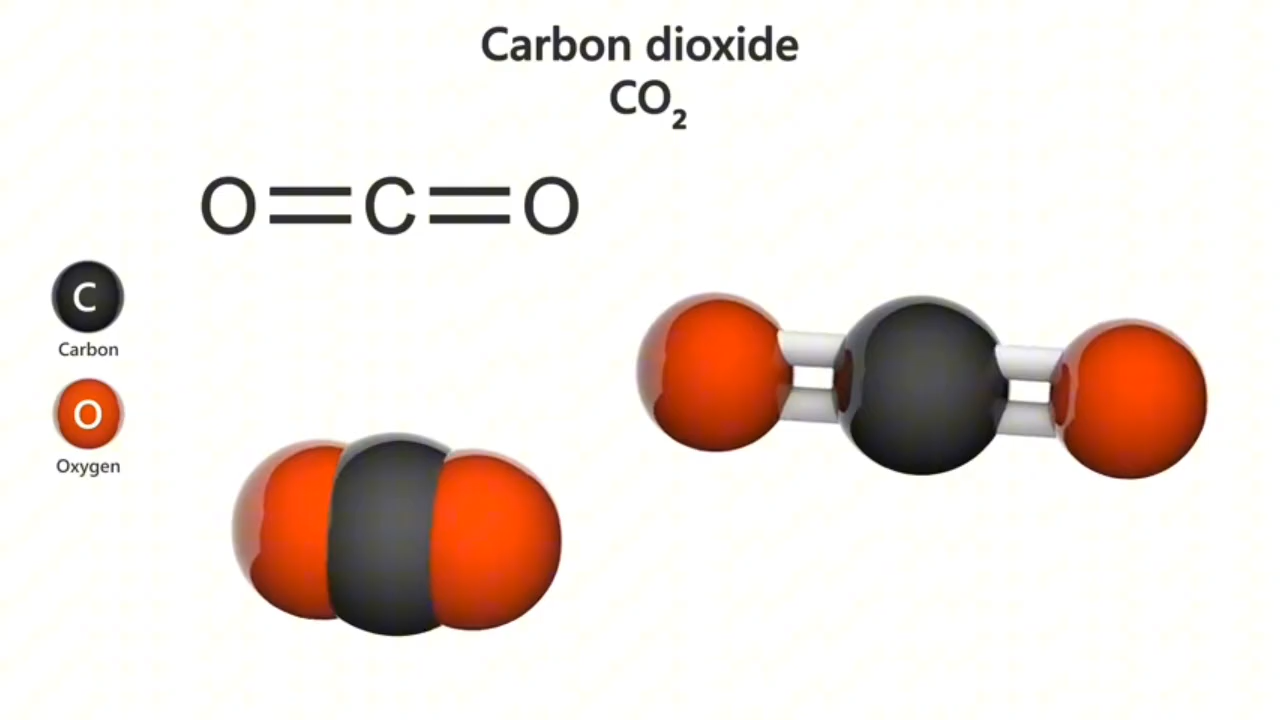 Carbon dioxide
CO₂
O=C=O
C
Carbon
O
Oxygen